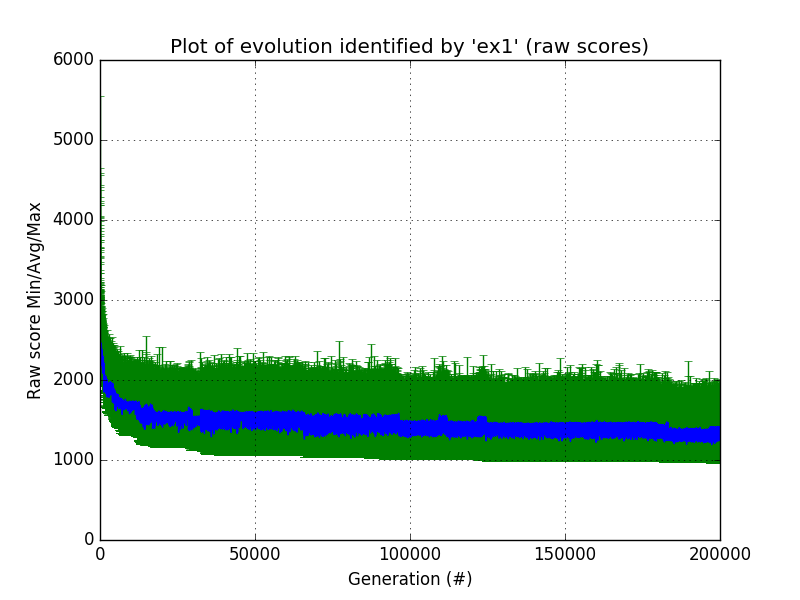 Plot of evolution identified by 'ex1' (raw scores)
6000
5000
4000
3000
2000
1000
0
Raw score Min/Avg/Max
0 50000 100000 150000 200000
Generation (#)